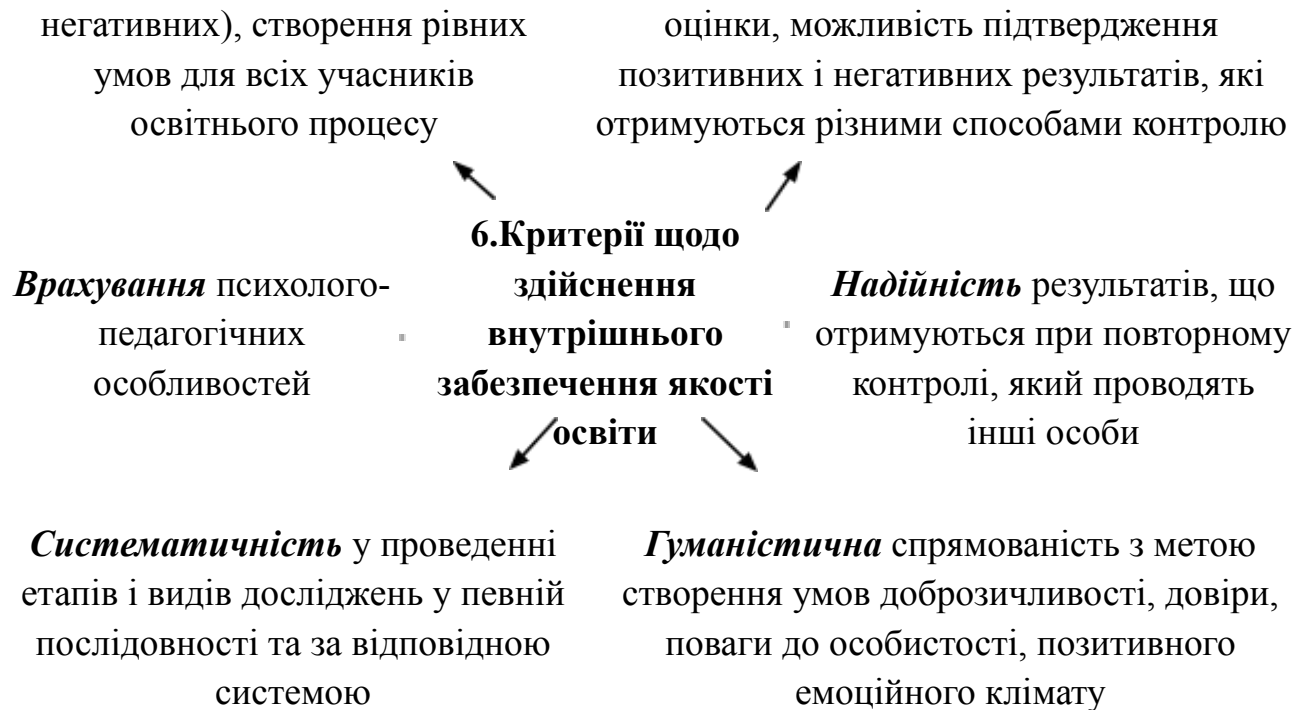 негативних), створення рівних
умов для всіх учасників
освітнього процесу
оцінки, можливість підтвердження
позитивних і негативних результатів, які
отримуються різними способами контролю
6.Критерії щодо
здійснення
внутрішнього
забезпечення якості
освіти
Врахування психолого-
педагогічних
особливостей
Надійність результатів, що
отримуються при повторному
контролі, який проводять
інші особи
Систематичність у проведенні
етапів і видів досліджень у певній
послідовності та за відповідною
системою
Гуманістична спрямованість з метою
створення умов доброзичливості, довіри,
поваги до особистості, позитивного
емоційного клімату